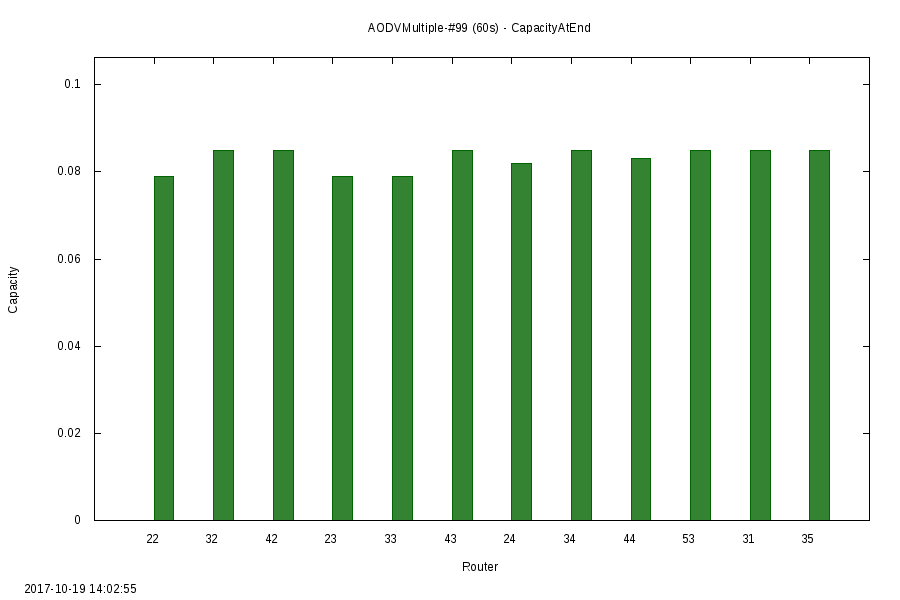 AODVMultiple-#99 (60s) - CapacityAtEnd
0.1
0.08
0.06
0.04
0.02
0
Capacity
22 32 42 23 33 43 24 34 44 53 31 35
Router
2017-10-19 14:02:55